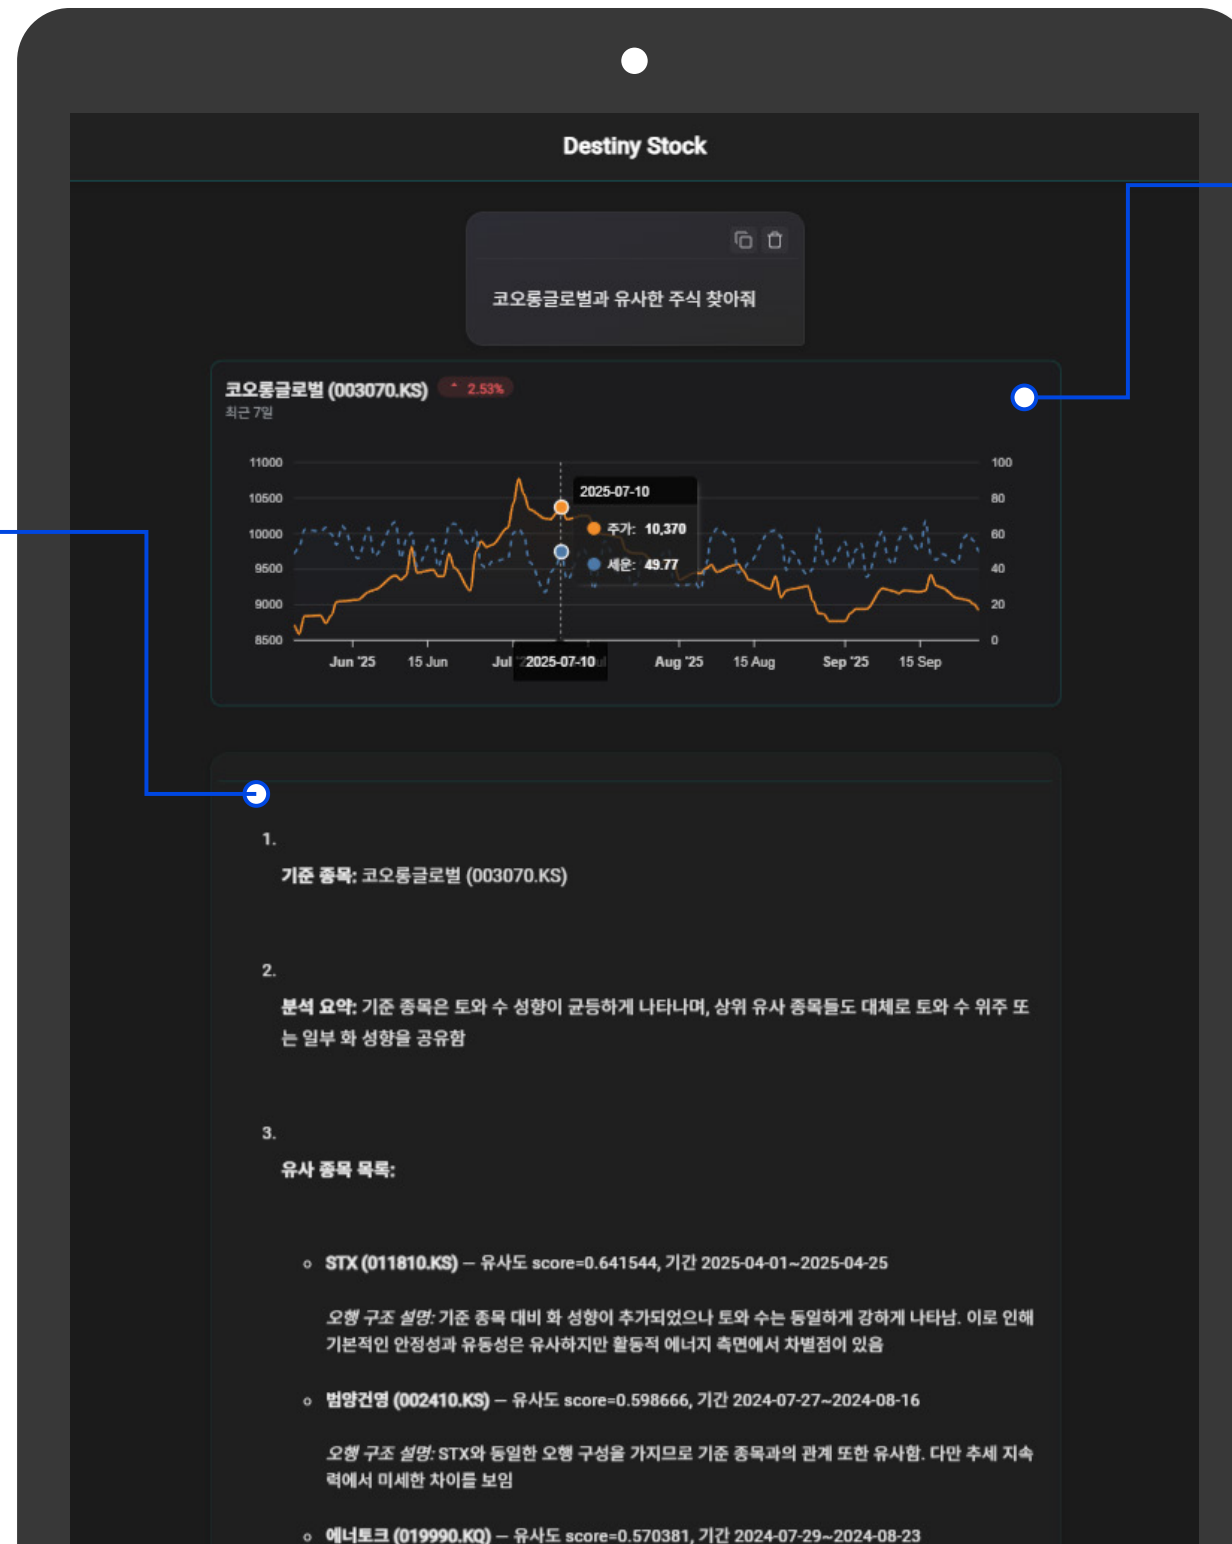 Destiny Stock
코오롱글로벌과 유사한 주식 찾아줘
코오롱글로벌 (003070.KS) 2.53%
최근 7일
11000 100
10500 80
10000 60
9500 40
9000 20
8500 0
2025-07-10
주가: 10,370
세운: 49.77
Jun '25 15 Jun Jul 2025-07-10 Aug '25 15 Aug Sep '25 15 Sep
1.
기준 종목: 코오롱글로벌 (003070.KS)
2.
분석 요약: 기준 종목은 토와 수 성향이 균등하게 나타나며, 상위 유사 종목들도 대체로 토와 수 위주 또
는 일부 화 성향을 공유함
3.
유사 종목 목록:
STX (011810.KS) — 유사도 score=0.641544, 기간 2025-04-01~2025-04-25
오행 구조 설명: 기준 종목 대비 화 성향이 추가되었으나 토와 수는 동일하게 강하게 나타남. 이로 인해
기본적인 안정성과 유동성은 유사하지만 활동적 에너지 측면에서 차별점이 있음
범양건영 (002410.KS) — 유사도 score=0.598666, 기간 2024-07-27~2024-08-16
오행 구조 설명: STX와 동일한 오행 구성을 가지므로 기준 종목과의 관계 또한 유사함. 다만 추세 지속
력에서 미세한 차이를 보임
에너토크 (019990.KQ) — 유사도 score=0.570381, 기간 2024-07-29~2024-08-23